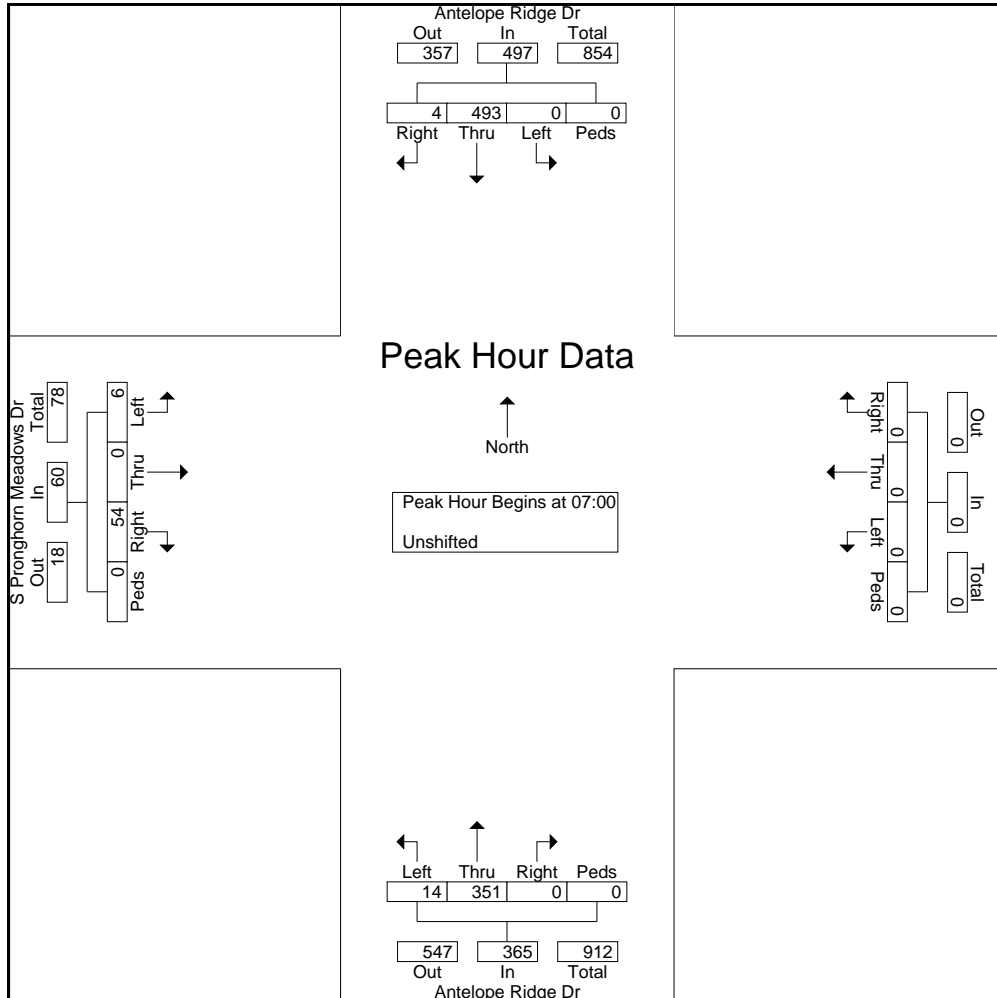 Antelope Ridge Dr
Out In Total
357 497 854
4 493 0 0
Right Thru Left Peds
Peak Hour Data
North
Peak Hour Begins at 07:00
Unshifted
S Pronghorn Meadows Dr
Out In Total
18 60 78
6 0 54 0
Left Thru Right Peds
Out In Total
0 0 0
0 0 0 0
Right Thru Left Peds
Left Thru Right Peds
14 351 0 0
547 365 912
Out In Total
Antelope Ridge Dr